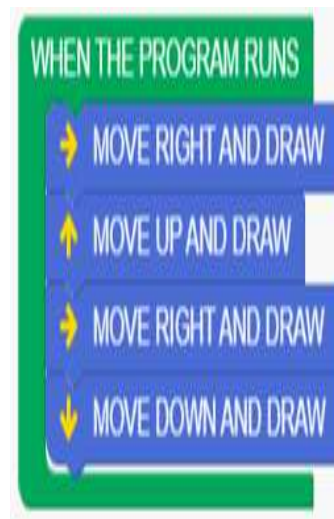 WHEN THE PROGRAM RUNS
MOVE RIGHT AND DRAW
MOVE UP AND DRAW
MOVE RIGHT AND DRAW
MOVE DOWN AND DRAW